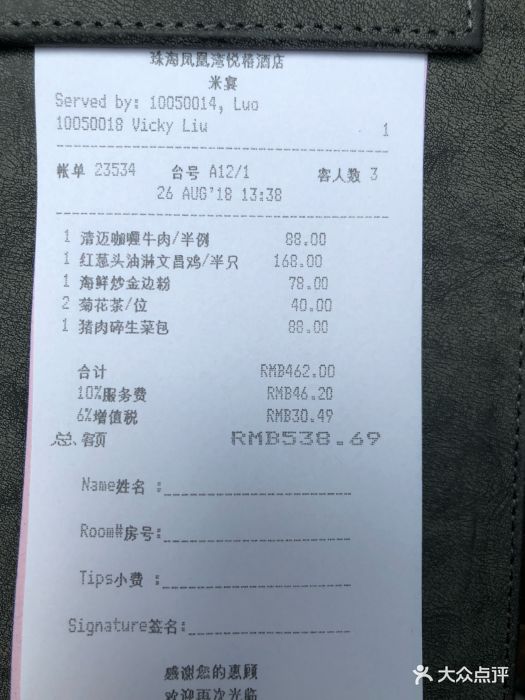 珠海凤凰湾悦椿酒店
米宴
Served by: 10050014, Luo
10050018 Vicky Liu 1
帐单 23534 台号 A12/1 客人数 3
26 AUG'18 13:38
1 清迈咖喱牛肉/半例 88.00
1 红葱头油淋文昌鸡/半只 168.00
1 海鲜炒金边粉 78.00
2 菊花茶/位 40.00
1 猪肉碎生菜包 88.00
合计 RMB462.00
10%服务费 RMB46.20
6%增值税 RMB30.49
总额 RMB538.69
Name姓名 :
Room#房号:
Tips小费 :
Signature签名:
感谢您的惠顾
欢迎再次光临
大众点评